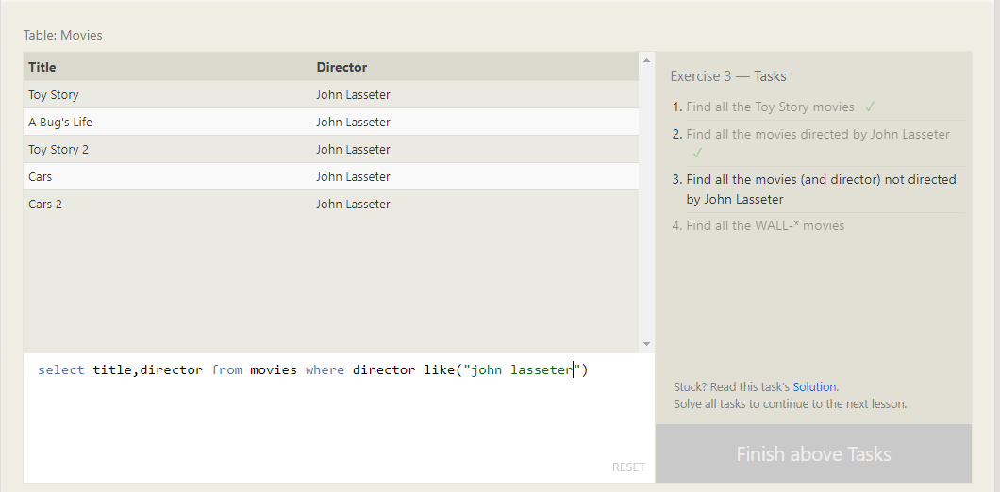 Table: Movies
Title Director
Toy Story John Lasseter
A Bug's Life John Lasseter
Toy Story 2 John Lasseter
Cars John Lasseter
Cars 2 John Lasseter
select title,director from movies where director like("john lasseter")
RESET
Exercise 3 — Tasks
1. Find all the Toy Story movies ✓
2. Find all the movies directed by John Lasseter
✓
3. Find all the movies (and director) not directed
by John Lasseter
4. Find all the WALL-* movies
Stuck? Read this task's Solution.
Solve all tasks to continue to the next lesson.
Finish above Tasks